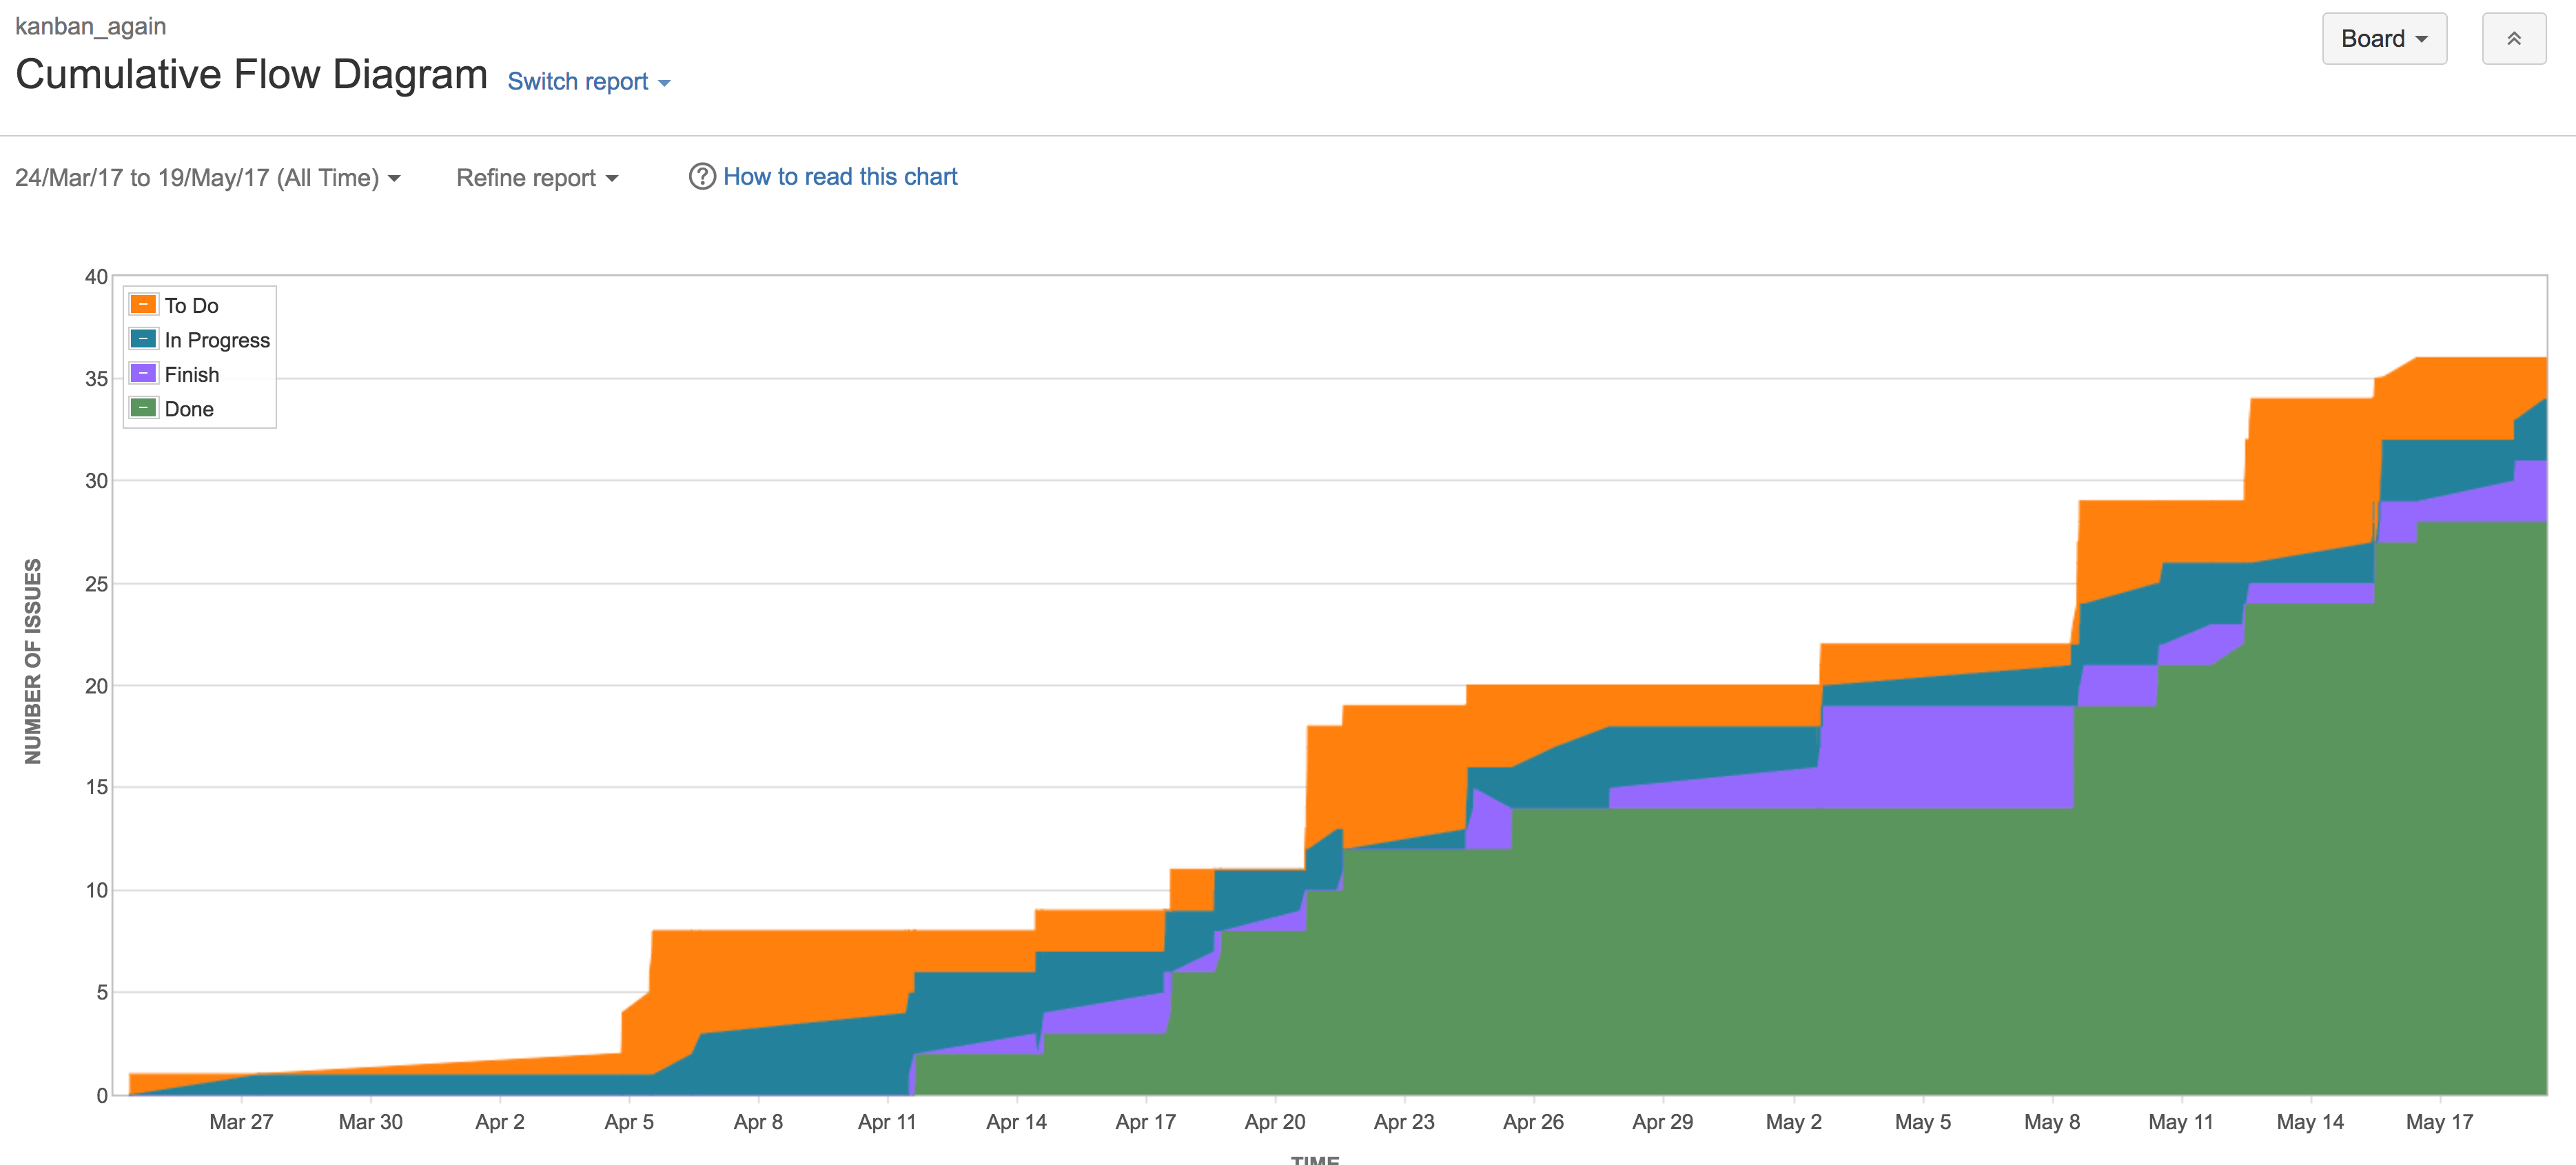 kanban_again
Board
Cumulative Flow Diagram Switch report
24/Mar/17 to 19/May/17 (All Time) Refine report ? How to read this chart
40
To Do
In Progress
35
Finish
Done
30
25
NUMBER OF ISSUES
20
15
10
5
0
Mar 27 Mar 30 Apr 2 Apr 5 Apr 8 Apr 11 Apr 14 Apr 17 Apr 20 Apr 23 Apr 26 Apr 29 May 2 May 5 May 8 May 11 May 14 May 17
TIME